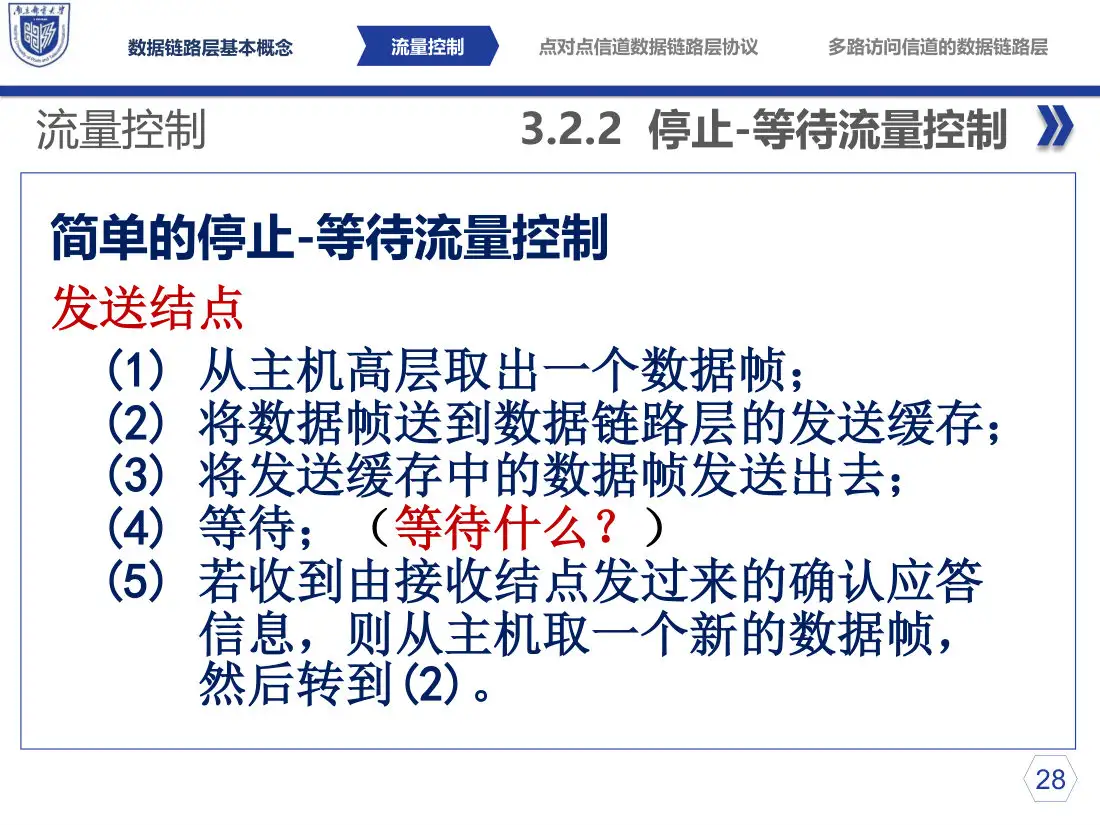 数据链路层基本概念
流量控制
点对点信道数据链路层协议
多路访问信道的数据链路层
流量控制
3.2.2 停止-等待流量控制
简单的停止-等待流量控制
发送结点
(1) 从主机高层取出一个数据帧；
(2) 将数据帧送到数据链路层的发送缓存；
(3) 将发送缓存中的数据帧发送出去；
(4) 等待；（等待什么？）
(5) 若收到由接收结点发过来的确认应答
信息，则从主机取一个新的数据帧，
然后转到(2)。
28